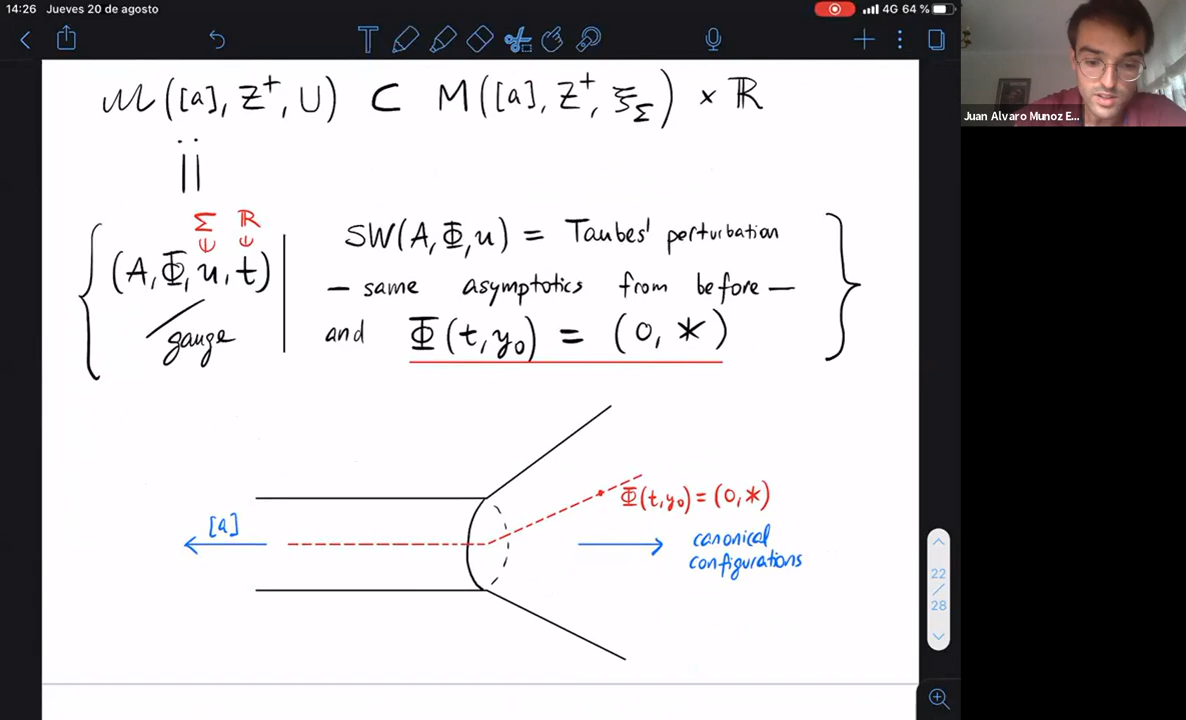 14:26 Jueves 20 de agosto
4G 64 %
Juan Alvaro Munoz E...
ℳ([a], Z⁺, U) ⊂ M([a], Z⁺, ξ_Σ) × ℝ
Σ ℝ
SW(A, Φ, u) = Taubes' perturbation
(A, Φ, u, t)
— same asymptotics from before —
/gauge
and Φ(t, y₀) = (0, *)
Φ(t, y₀) = (0, *)
[a]
canonical
configurations
22
/
28